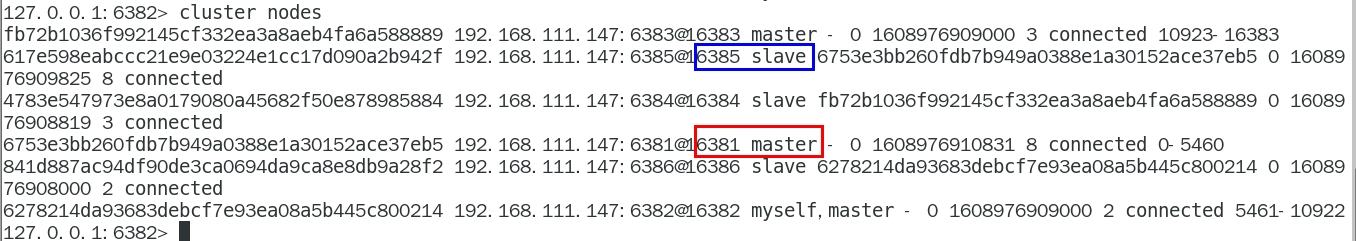 127.0.0.1:6382> cluster nodes
fb72b1036f992145cf332ea3a8aeb4fa6a588889 192.168.111.147:6383@16383 master - 0 1608976909000 3 connected 10923-16383
617e598eabccc21e9e03224e1cc17d090a2b942f 192.168.111.147:6385@16385 slave 6753e3bb260fdb7b949a0388e1a30152ace37eb5 0 16089
76909825 8 connected
4783e547973e8a0179080a45682f50e878985884 192.168.111.147:6384@16384 slave fb72b1036f992145cf332ea3a8aeb4fa6a588889 0 16089
76908819 3 connected
6753e3bb260fdb7b949a0388e1a30152ace37eb5 192.168.111.147:6381@16381 master - 0 1608976910831 8 connected 0-5460
841d887ac94df90de3ca0694da9ca8e8db9a28f2 192.168.111.147:6386@16386 slave 6278214da93683debcf7e93ea08a5b445c800214 0 16089
76908000 2 connected
6278214da93683debcf7e93ea08a5b445c800214 192.168.111.147:6382@16382 myself,master - 0 1608976909000 2 connected 5461-10922
127.0.0.1:6382>